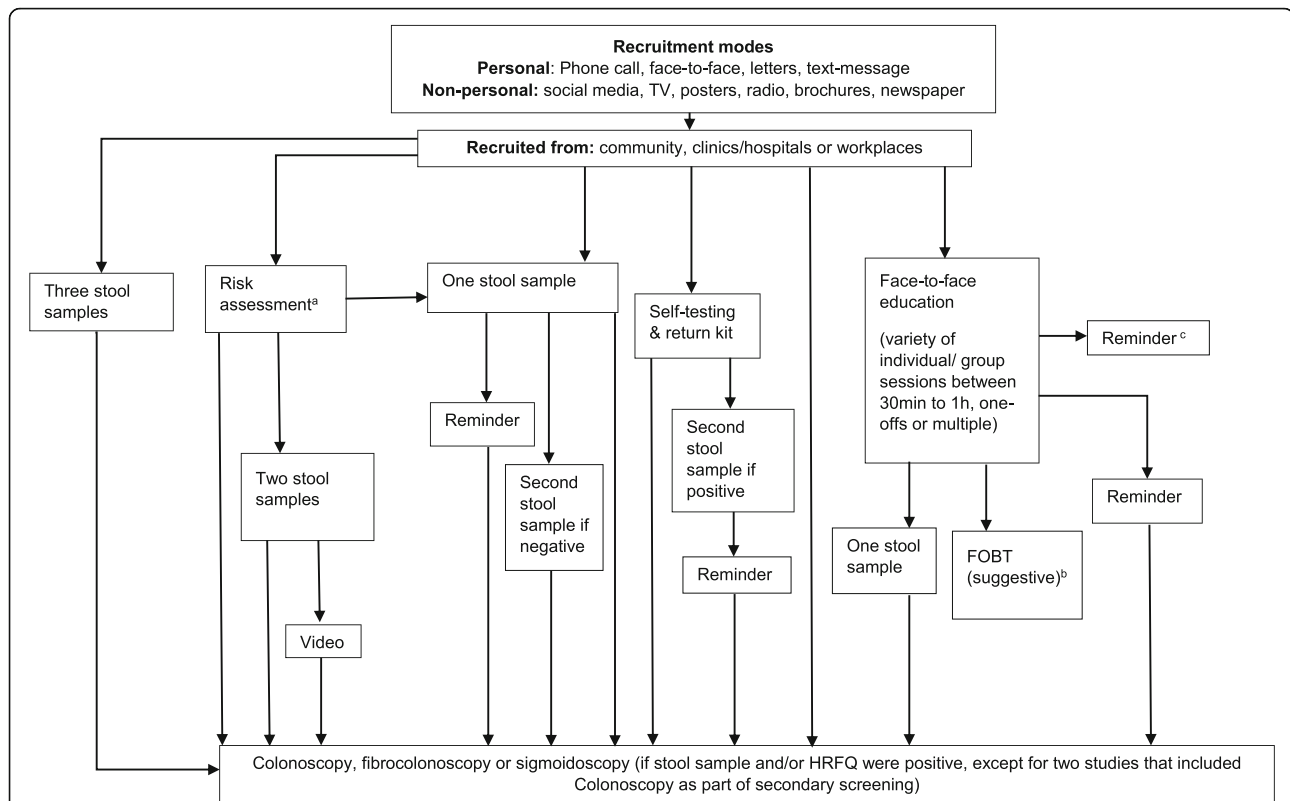 Recruitment modes
Personal: Phone call, face-to-face, letters, text-message
Non-personal: social media, TV, posters, radio, brochures, newspaper
Recruited from: community, clinics/hospitals or workplaces
Three stool
samples
Risk
assessmentᵃ
One stool sample
Self-testing
& return kit
Face-to-face
education
(variety of
individual/ group
sessions between
30min to 1h, one-
offs or multiple)
Reminder ᶜ
Reminder
Second
stool
sample if
positive
Two stool
samples
Second
stool
sample if
negative
Reminder
One stool
sample
FOBT
(suggestive)ᵇ
Reminder
Video
Colonoscopy, fibrocolonoscopy or sigmoidoscopy (if stool sample and/or HRFQ were positive, except for two studies that included
Colonoscopy as part of secondary screening)